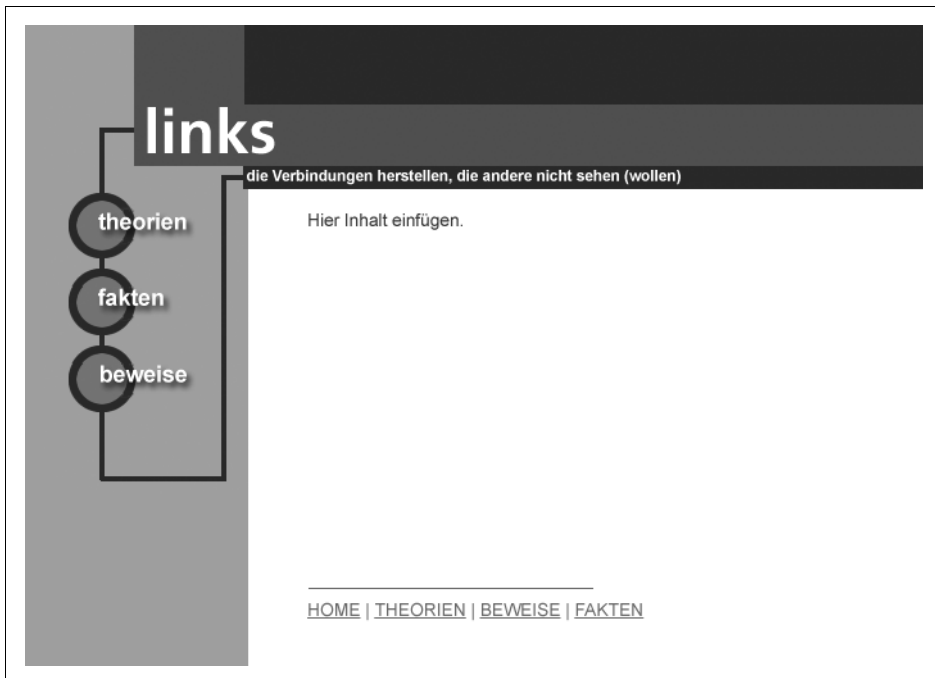 links
die Verbindungen herstellen, die andere nicht sehen (wollen)
theorien
fakten
beweise
Hier Inhalt einfügen.
HOME | THEORIEN | BEWEISE | FAKTEN